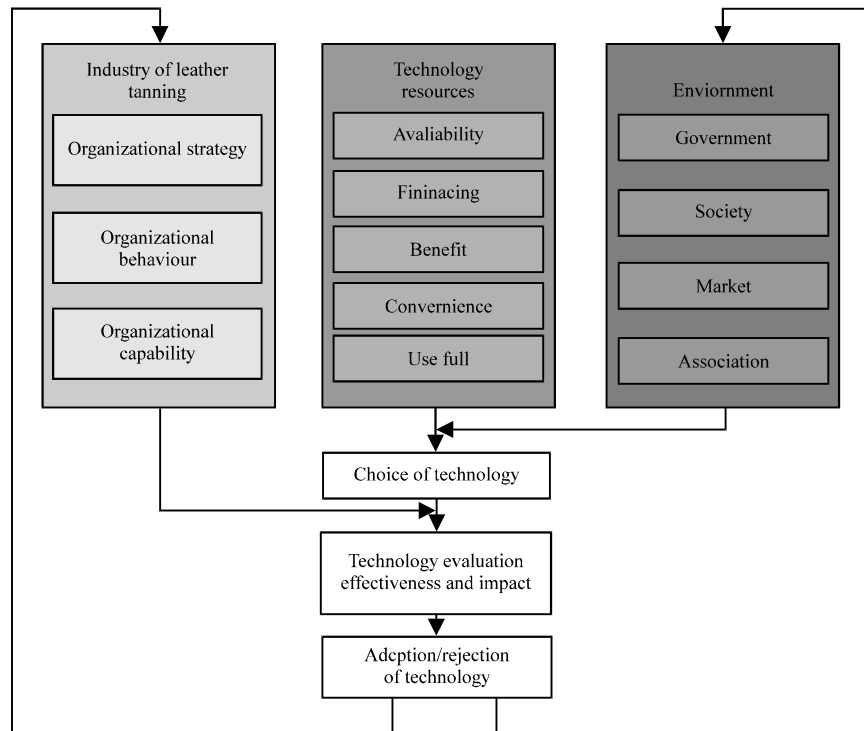 Industry of leather
tanning
Organizational strategy
Organizational
behaviour
Organizational
capability
Technology
resources
Avaliability
Fininacing
Benefit
Convernience
Use full
Enviornment
Government
Society
Market
Association
Choice of technology
Technology evaluation
effectiveness and impact
Adcption/rejection
of technology